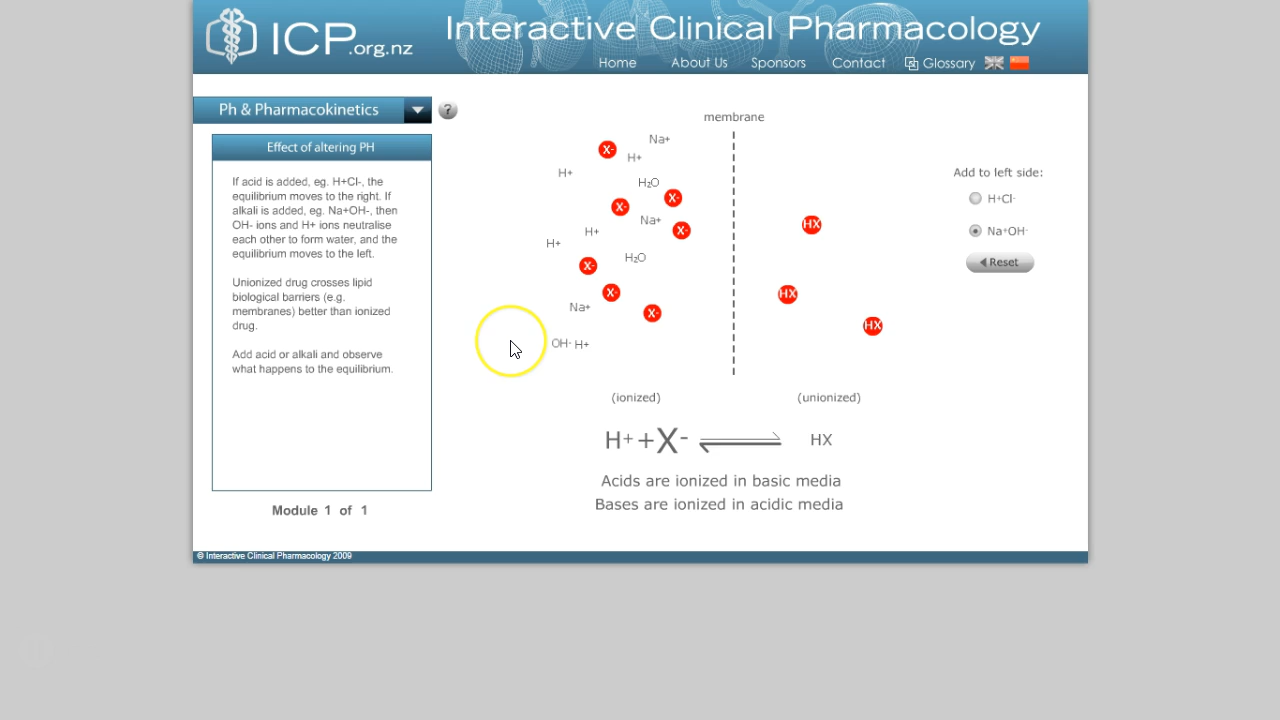 ICP.org.nz
Interactive Clinical Pharmacology
Home About Us Sponsors Contact Glossary
Ph & Pharmacokinetics ?
Effect of altering PH
If acid is added, eg. H+Cl-, the
equilibrium moves to the right. If
alkali is added, eg. Na+OH-, then
OH- ions and H+ ions neutralise
each other to form water, and the
equilibrium moves to the left.
Unionized drug crosses lipid
biological barriers (e.g.
membranes) better than ionized
drug.
Add acid or alkali and observe
what happens to the equilibrium.
Module 1 of 1
membrane
Na+
X-
H+
H+
H₂O
X-
X-
Na+
X-
H+
H+
H₂O
X-
X-
Na+
X-
OH- H+
HX
HX
HX
(ionized) (unionized)
H+ + X- HX
Acids are ionized in basic media
Bases are ionized in acidic media
Add to left side:
H+Cl-
Na+OH-
Reset
© Interactive Clinical Pharmacology 2009